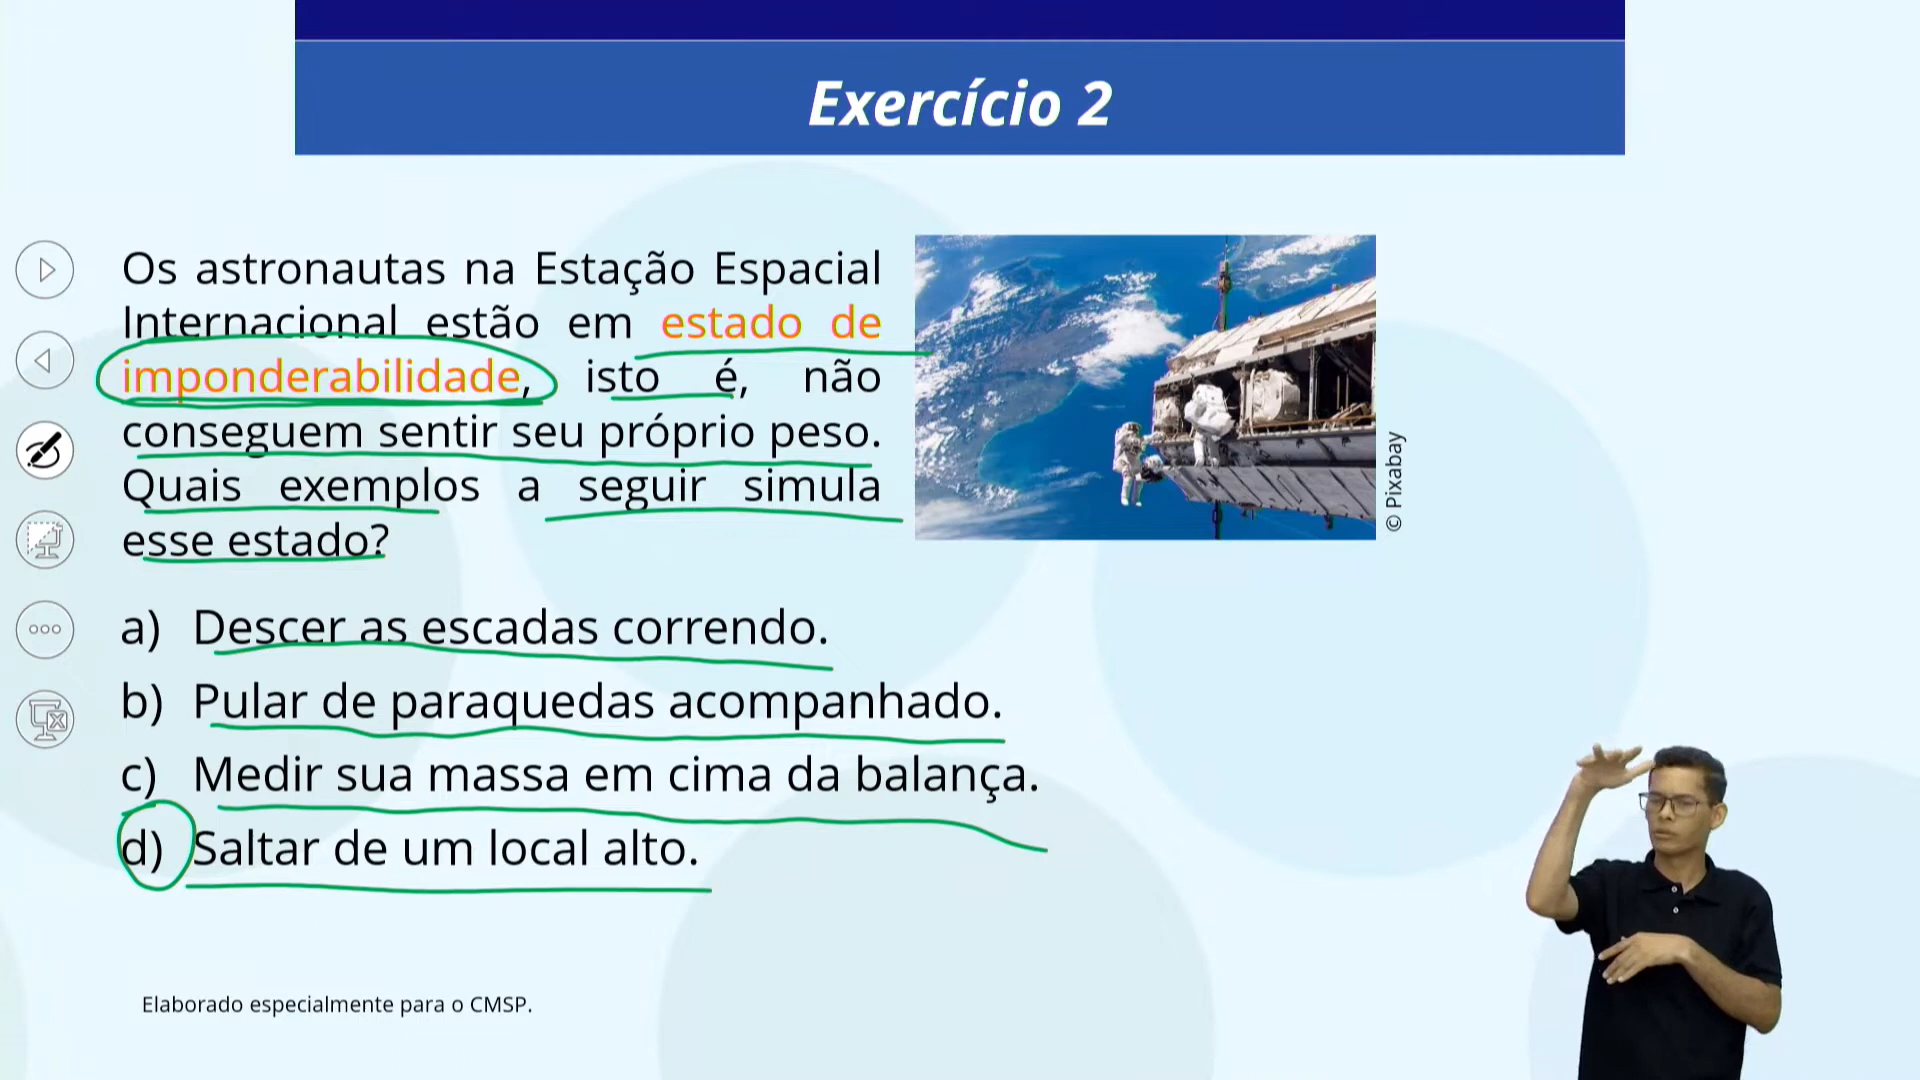 Exercício 2
Os astronautas na Estação Espacial
Internacional estão em estado de
imponderabilidade, isto é, não
conseguem sentir seu próprio peso.
Quais exemplos a seguir simula
esse estado?
© Pixabay
a) Descer as escadas correndo.
b) Pular de paraquedas acompanhado.
c) Medir sua massa em cima da balança.
d) Saltar de um local alto.
Elaborado especialmente para o CMSP.